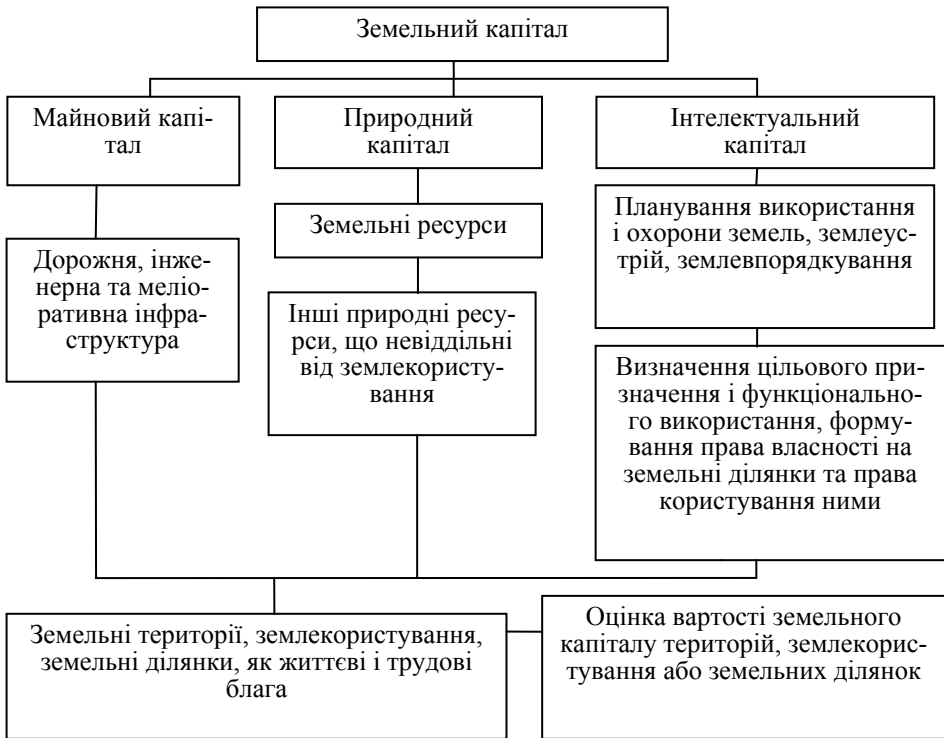 Земельний капітал
Майновий капі-
тал
Природний
капітал
Інтелектуальний
капітал
Земельні ресурси
Планування використання
і охорони земель, землеус-
трій, землевпорядкування
Дорожня, інже-
нерна та меліо-
ративна інфра-
структура
Інші природні ресу-
рси, що невіддільні
від землекористу-
вання
Визначення цільового при-
значення і функціонально-
го використання, форму-
вання права власності на
земельні ділянки та права
користування ними
Земельні території, землекористування,
земельні ділянки, як життєві і трудові
блага
Оцінка вартості земельного
капіталу територій, землекорис-
тування або земельних ділянок